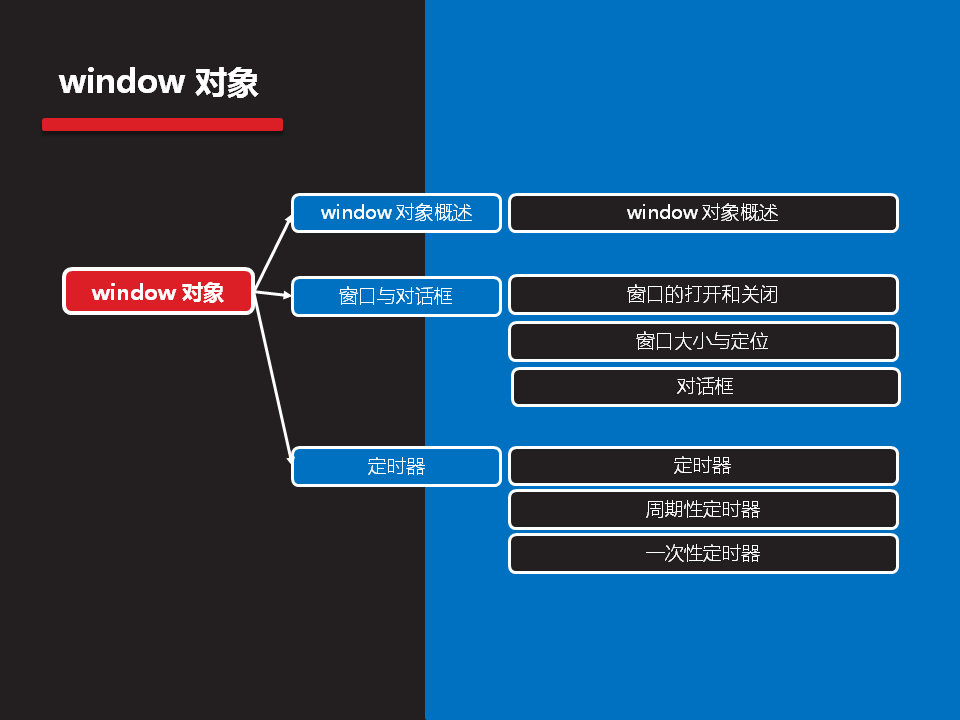 window 对象
window 对象
window 对象概述
window 对象概述
窗口与对话框
窗口的打开和关闭
窗口大小与定位
对话框
定时器
定时器
周期性定时器
一次性定时器